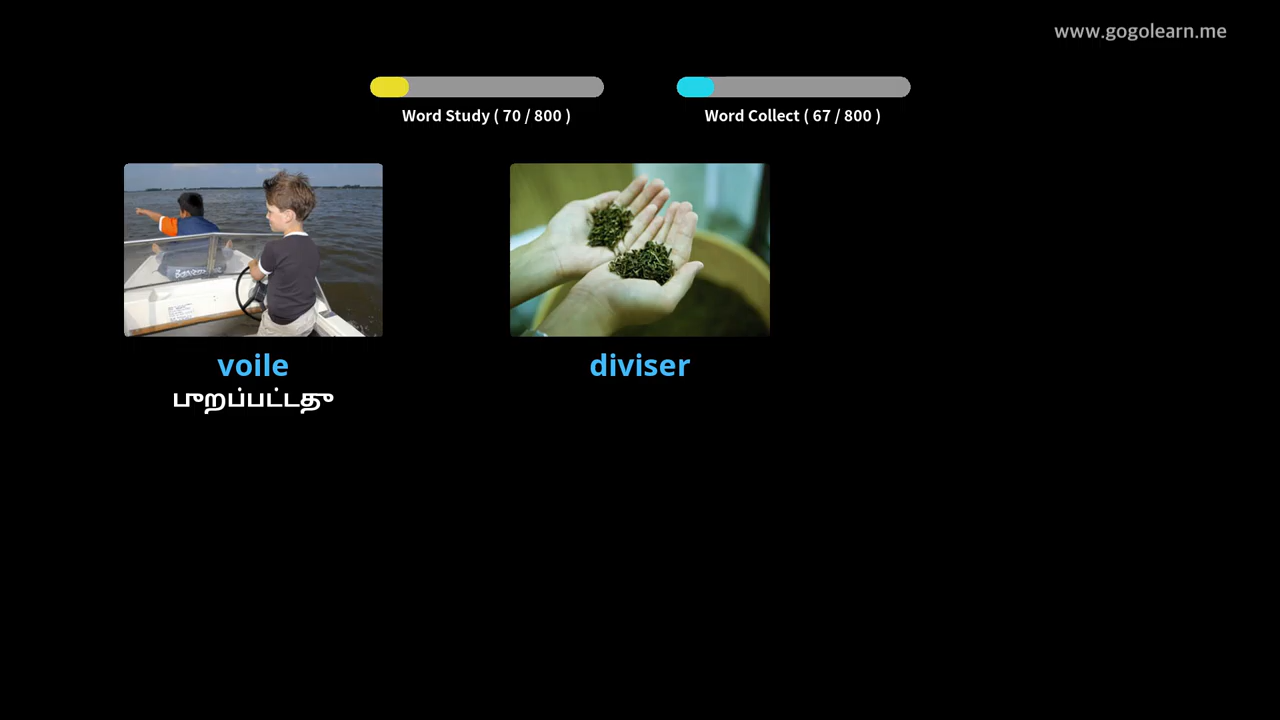 www.gogolearn.me
Word Study ( 70 / 800 )
Word Collect ( 67 / 800 )
voile
diviser
புறப்பட்டது